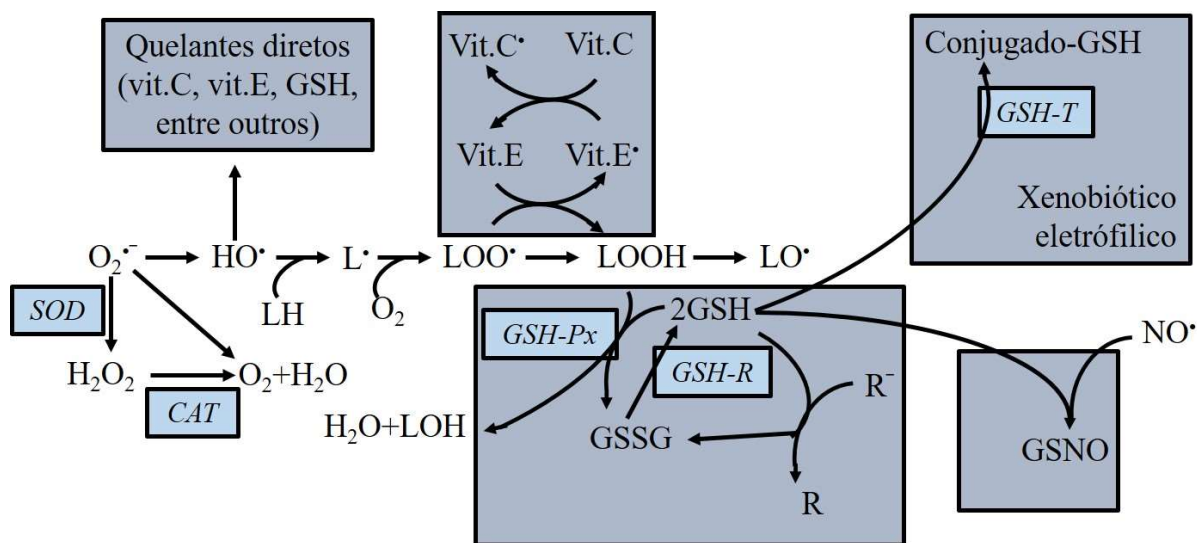 Quelantes diretos
(vit.C, vit.E, GSH,
entre outros)
Vit.C• Vit.C
Vit.E Vit.E•
Conjugado-GSH
GSH-T
Xenobiótico
eletrófilico
O₂•⁻ HO• L• LOO• LOOH LO•
LH O₂
SOD
H₂O₂ O₂+H₂O
CAT
2GSH
GSH-Px
GSH-R
H₂O+LOH
GSSG
R⁻
R
NO•
GSNO